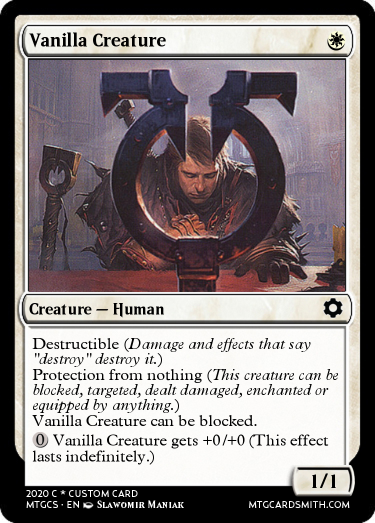 Vanilla Creature
Creature — Human
Destructible (Damage and effects that say
"destroy" destroy it.)
Protection from nothing (This creature can be
blocked, targeted, dealt damaged, enchanted or
equipped by anything.)
Vanilla Creature can be blocked.
0 Vanilla Creature gets +0/+0 (This effect
lasts indefinitely.)
1/1
2020 C * CUSTOM CARD
MTGCS • EN Slawomir Maniak
MTGCARDSMITH.COM